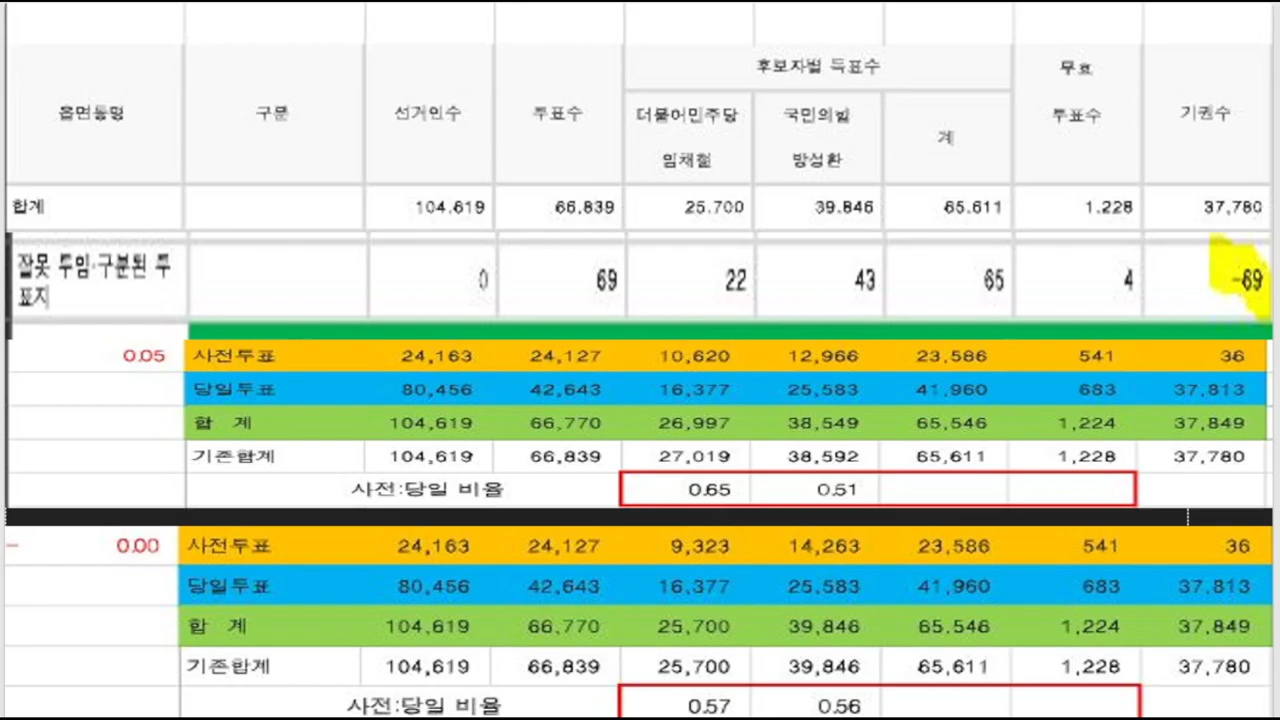 후보자별 득표수 무효
읍면동명 구분 선거인수 투표수 더불어민주당 국민의힘 계 투표수 기권수
임채철 방성환
합계 104.619 66,839 25.700 39.846 65.611 1.228 37,780
잘못 투입·구분된 투 0 69 22 43 65 4 -69
표지
0.05 사전투표 24,163 24,127 10,620 12,966 23,586 541 36
당일투표 80,456 42,643 16,377 25,583 41,960 683 37,813
합 계 104,619 66,770 26,997 38,549 65,546 1,224 37,849
기존합계 104,619 66,839 27,019 38,592 65,611 1,228 37,780
사전:당일 비율 0.65 0.51
- 0.00 사전투표 24,163 24,127 9,323 14,263 23,586 541 36
당일투표 80,456 42,643 16,377 25,583 41,960 683 37,813
합 계 104,619 66,770 25,700 39,846 65,546 1,224 37,849
기존합계 104,619 66,839 25,700 39,846 65,611 1,228 37,780
사전:당일 비율 0.57 0.56